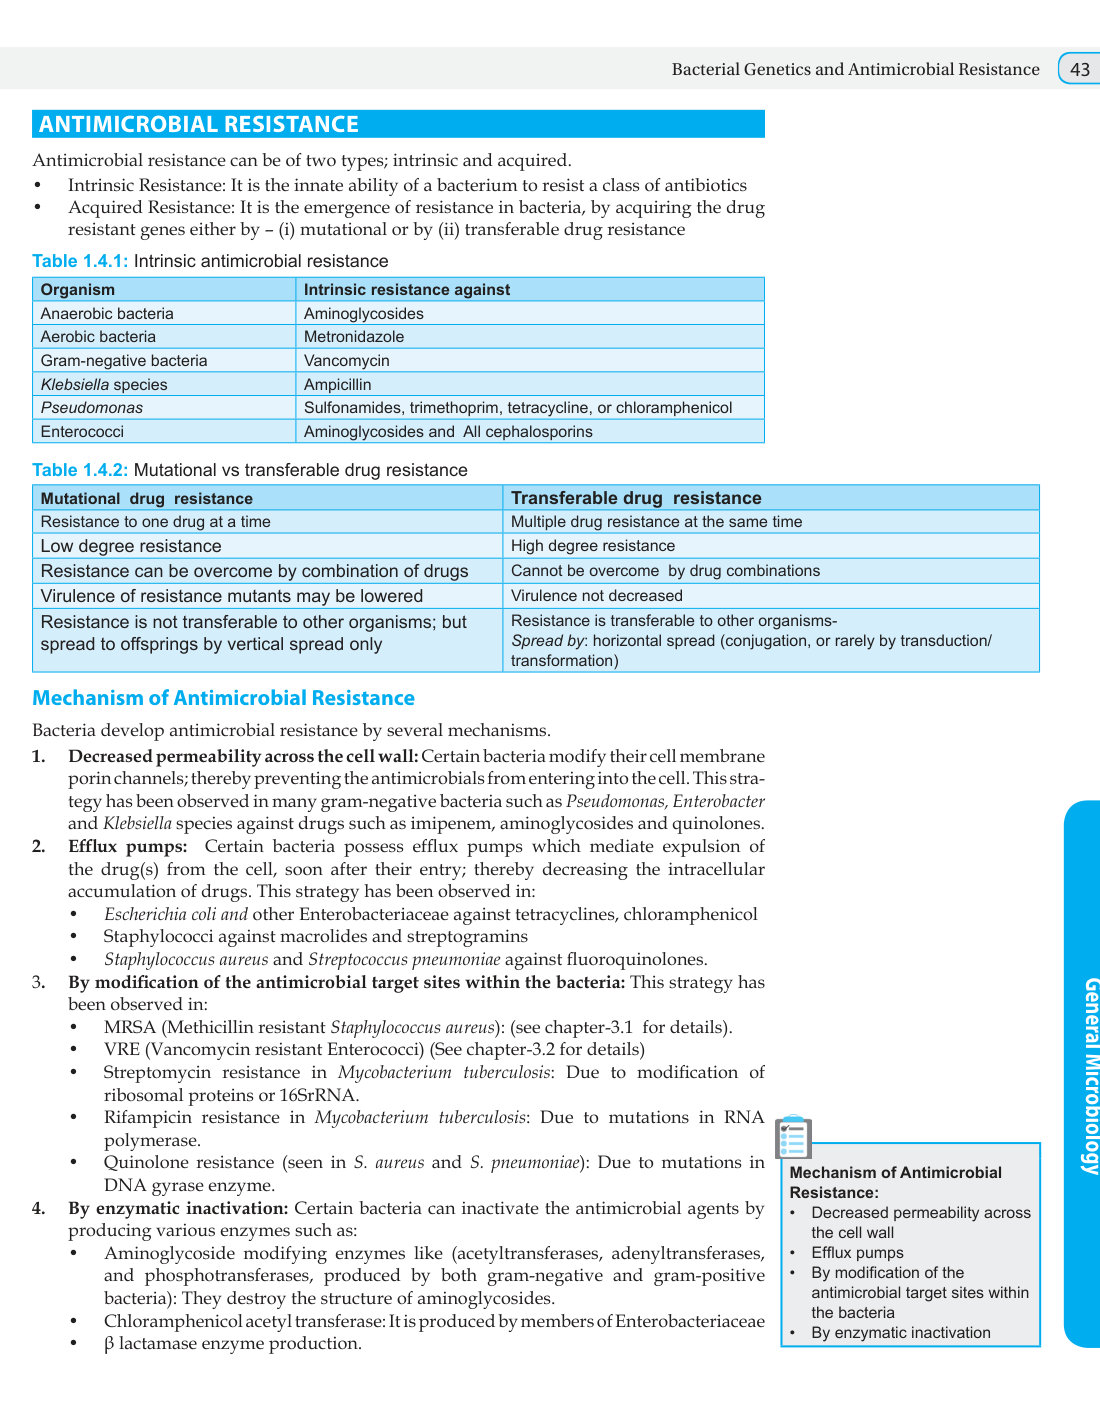 Bacterial Genetics and Antimicrobial Resistance 43
ANTIMICROBIAL RESISTANCE
Antimicrobial resistance can be of two types; intrinsic and acquired.
• Intrinsic Resistance: It is the innate ability of a bacterium to resist a class of antibiotics
• Acquired Resistance: It is the emergence of resistance in bacteria, by acquiring the drug
resistant genes either by – (i) mutational or by (ii) transferable drug resistance
Table 1.4.1: Intrinsic antimicrobial resistance
Organism Intrinsic resistance against
Anaerobic bacteria Aminoglycosides
Aerobic bacteria Metronidazole
Gram-negative bacteria Vancomycin
Klebsiella species Ampicillin
Pseudomonas Sulfonamides, trimethoprim, tetracycline, or chloramphenicol
Enterococci Aminoglycosides and All cephalosporins
Table 1.4.2: Mutational vs transferable drug resistance
Mutational drug resistance Transferable drug resistance
Resistance to one drug at a time Multiple drug resistance at the same time
Low degree resistance High degree resistance
Resistance can be overcome by combination of drugs Cannot be overcome by drug combinations
Virulence of resistance mutants may be lowered Virulence not decreased
Resistance is not transferable to other organisms; but
spread to offsprings by vertical spread only
Resistance is transferable to other organisms-
Spread by: horizontal spread (conjugation, or rarely by transduction/
transformation)
Mechanism of Antimicrobial Resistance
Bacteria develop antimicrobial resistance by several mechanisms.
1. Decreased permeability across the cell wall: Certain bacteria modify their cell membrane
porin channels; thereby preventing the antimicrobials from entering into the cell. This stra-
tegy has been observed in many gram-negative bacteria such as Pseudomonas, Enterobacter
and Klebsiella species against drugs such as imipenem, aminoglycosides and quinolones.
2. Efflux pumps: Certain bacteria possess efflux pumps which mediate expulsion of
the drug(s) from the cell, soon after their entry; thereby decreasing the intracellular
accumulation of drugs. This strategy has been observed in:
• Escherichia coli and other Enterobacteriaceae against tetracyclines, chloramphenicol
• Staphylococci against macrolides and streptogramins
• Staphylococcus aureus and Streptococcus pneumoniae against fluoroquinolones.
3. By modification of the antimicrobial target sites within the bacteria: This strategy has
been observed in:
• MRSA (Methicillin resistant Staphylococcus aureus): (see chapter-3.1 for details).
• VRE (Vancomycin resistant Enterococci) (See chapter-3.2 for details)
• Streptomycin resistance in Mycobacterium tuberculosis: Due to modification of
ribosomal proteins or 16SrRNA.
• Rifampicin resistance in Mycobacterium tuberculosis: Due to mutations in RNA
polymerase.
• Quinolone resistance (seen in S. aureus and S. pneumoniae): Due to mutations in
DNA gyrase enzyme.
4. By enzymatic inactivation: Certain bacteria can inactivate the antimicrobial agents by
producing various enzymes such as:
• Aminoglycoside modifying enzymes like (acetyltransferases, adenyltransferases,
and phosphotransferases, produced by both gram-negative and gram-positive
bacteria): They destroy the structure of aminoglycosides.
• Chloramphenicol acetyl transferase: It is produced by members of Enterobacteriaceae
• β lactamase enzyme production.
Mechanism of Antimicrobial
Resistance:
• Decreased permeability across
the cell wall
• Efflux pumps
• By modification of the
antimicrobial target sites within
the bacteria
• By enzymatic inactivation
General Microbiology